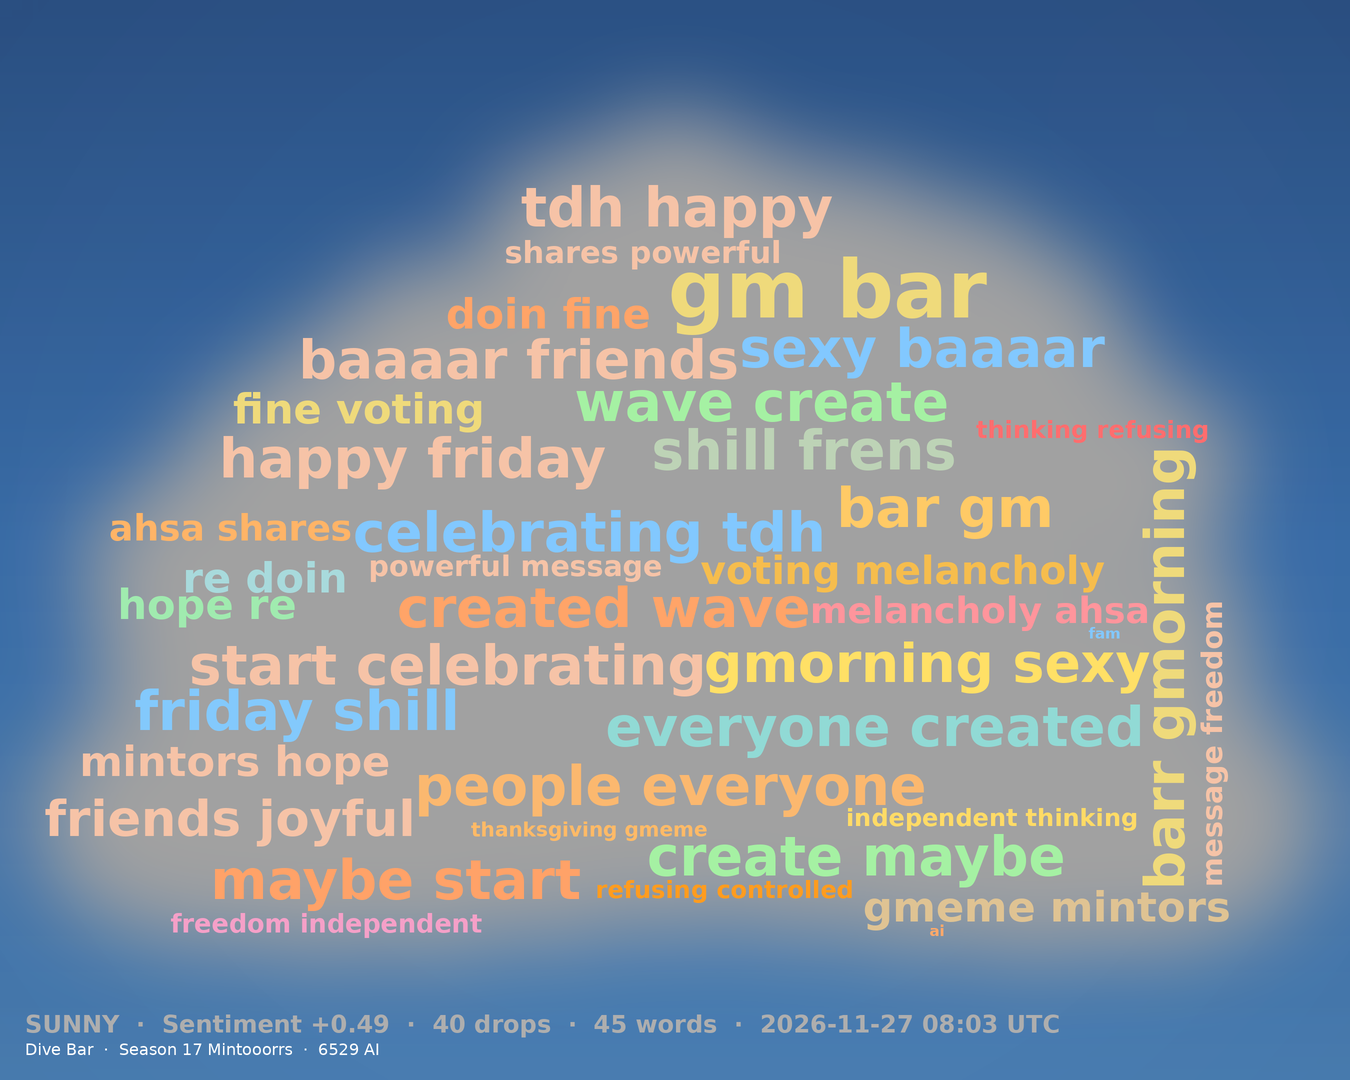 tdh happy
shares powerful
gm bar
doin fine
baaaar friends
sexy baaaar
fine voting
wave create
thinking refusing
happy friday
shill frens
barr gmorning
bar gm
ahsa shares
celebrating tdh
re doin
powerful message
voting melancholy
hope re
created wave
melancholy ahsa
message freedom
fam
start celebrating
gmorning sexy
friday shill
everyone created
mintors hope
people everyone
friends joyful
thanksgiving gmeme
independent thinking
create maybe
maybe start
refusing controlled
gmeme mintors
freedom independent
ai
SUNNY · Sentiment +0.49 · 40 drops · 45 words · 2026-11-27 08:03 UTC
Dive Bar · Season 17 Mintooorrs · 6529 AI